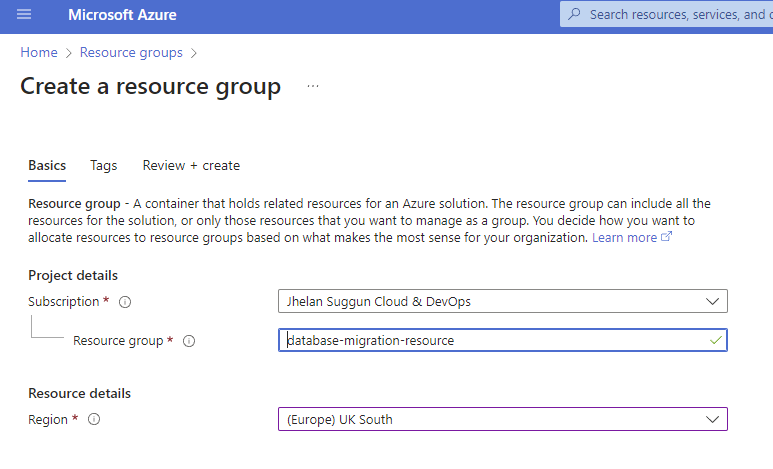 Microsoft Azure
Search resources, services, and
Home > Resource groups >
Create a resource group ...
Basics Tags Review + create
Resource group - A container that holds related resources for an Azure solution. The resource group can include all the
resources for the solution, or only those resources that you want to manage as a group. You decide how you want to
allocate resources to resource groups based on what makes the most sense for your organization. Learn more
Project details
Subscription * Jhelan Suggun Cloud & DevOps
Resource group * database-migration-resource
Resource details
Region * (Europe) UK South